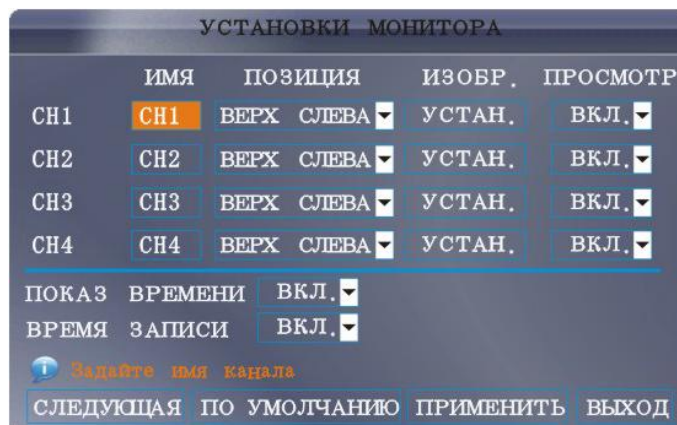 УСТАНОВКИ МОНИТОРА
ИМЯ ПОЗИЦИЯ ИЗОБР. ПРОСМОТР
CH1 CH1 ВЕРХ СЛЕВА УСТАН. ВКЛ.
CH2 CH2 ВЕРХ СЛЕВА УСТАН. ВКЛ.
CH3 CH3 ВЕРХ СЛЕВА УСТАН. ВКЛ.
CH4 CH4 ВЕРХ СЛЕВА УСТАН. ВКЛ.
ПОКАЗ ВРЕМЕНИ ВКЛ.
ВРЕМЯ ЗАПИСИ ВКЛ.
Задайте имя канала
СЛЕДУЮЩАЯ ПО УМОЛЧАНИЮ ПРИМЕНИТЬ ВЫХОД